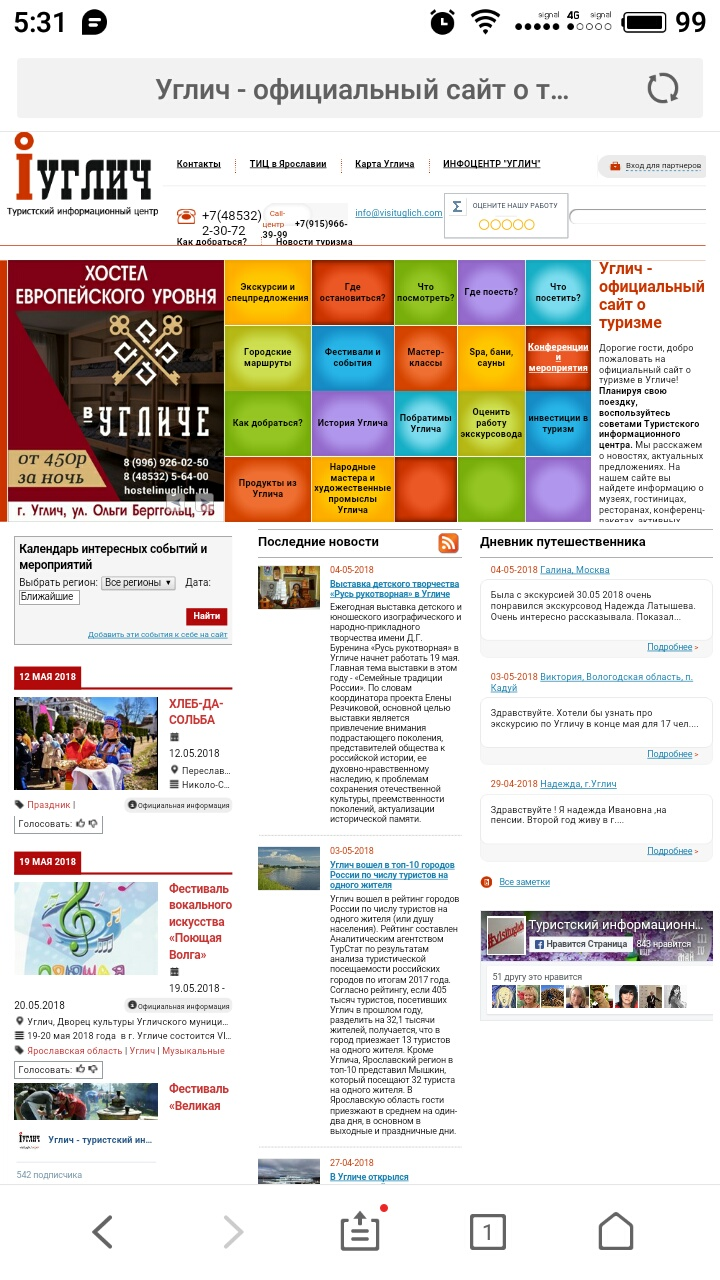 5:31
signal 4G signal
99
Углич - официальный сайт о т...
iУГЛИЧ
Туристский информационный центр
Контакты
ТИЦ в Ярославии
Карта Углича
ИНФОЦЕНТР "УГЛИЧ"
Вход для партнеров
+7(48532)
2-30-72
Call-
центр
+7(915)966-
39-99
info@visituglich.com
ОЦЕНИТЕ НАШУ РАБОТУ
Как добраться?
Новости туризма
ХОСТЕЛ
ЕВРОПЕЙСКОГО УРОВНЯ
в УГЛИЧЕ
от 450р
за ночь
8 (996) 926-02-50
8 (48532) 5-64-00
hostelinuglich.ru
г. Углич, ул. Ольги Берггольц, 6Б
Экскурсии и
спецпредложения
Где
остановиться?
Что
посмотреть?
Где поесть?
Что
посетить?
Городские
маршруты
Фестивали и
события
Мастер-
классы
Spa, бани,
сауны
Конференции
и
мероприятия
Как добраться?
История Углича
Побратимы
Углича
Оценить
работу
экскурсовода
инвестиции в
туризм
Продукты из
Углича
Народные
мастера и
художественные
промыслы
Углича
Углич -
официальный
сайт о
туризме
Дорогие гости, добро
пожаловать на
официальный сайт о
туризме в Угличе!
Планируя свою
поездку,
воспользуйтесь
советами Туристского
информационного
центра. Мы расскажем
о новостях, актуальных
предложениях. На
нашем сайте вы
найдете информацию о
музеях, гостиницах,
ресторанах, конференц-
пакетах, активных
Календарь интересных событий и
мероприятий
Выбрать регион: Все регионы Дата:
Ближайшие
Найти
Добавить эти события к себе на сайт
12 МАЯ 2018
ХЛЕБ-ДА-
СОЛЬБА
12.05.2018
Переслав...
Николо-С...
Праздник |
Официальная информация
Голосовать:
19 МАЯ 2018
Фестиваль
вокального
искусства
«Поющая
Волга»
19.05.2018 -
20.05.2018
Официальная информация
Углич, Дворец культуры Угличского муници...
19-20 мая 2018 года в г. Угличе состоится VI...
Ярославская область | Углич | Музыкальные
Голосовать:
Фестиваль
«Великая
Углич - туристский ин...
542 подписчика
Последние новости
04-05-2018
Выставка детского творчества
«Русь рукотворная» в Угличе
Ежегодная выставка детского и
юношеского изографического и
народно-прикладного
творчества имени Д.Г.
Буренина «Русь рукотворная» в
Угличе начнет работать 19 мая.
Главная тема выставки в этом
году - «Семейные традиции
России». По словам
координатора проекта Елены
Резчиковой, основной целью
выставки является
привлечение внимания
подрастающего поколения,
представителей общества к
российской истории, ее
духовно-нравственному
наследию, к проблемам
сохранения отечественной
культуры, преемственности
поколений, актуализации
исторической памяти.
03-05-2018
Углич вошел в топ-10 городов
России по числу туристов на
одного жителя
Углич вошел в рейтинг городов
России по числу туристов на
одного жителя (или душу
населения). Рейтинг составлен
Аналитическим агентством
ТурСтат по результатам
анализа туристической
посещаемости российских
городов по итогам 2017 года.
Согласно рейтингу, если 405
тысяч туристов, посетивших
Углич в прошлом году,
разделить на 32,1 тысячи
жителей, получается, что в
город приезжает 13 туристов
на одного жителя. Кроме
Углича, Ярославский регион в
топ-10 представил Мышкин,
который посещают 32 туриста
на одного жителя. В
Ярославскую область гости
приезжают в среднем на один-
два дня, в основном в
выходные и праздничные дни.
27-04-2018
В Угличе открылся
Дневник путешественника
04-05-2018 Галина, Москва
Была с экскурсией 30.05 2018 очень
понравился экскурсовод Надежда Латышева.
Очень интересно рассказывала. Показал...
Подробнее »
03-05-2018 Виктория, Вологодская область, п.
Кадуй
Здравствуйте. Хотели бы узнать про
экскурсию по Угличу в конце мая для 17 чел....
Подробнее »
29-04-2018 Надежда, г.Углич
Здравствуйте ! Я надежда Ивановна ,на
пенсии. Второй год живу в г....
Подробнее »
Все заметки
Туристский информационн...
Нравится Страница
843 нравится
51 другу это нравится
1